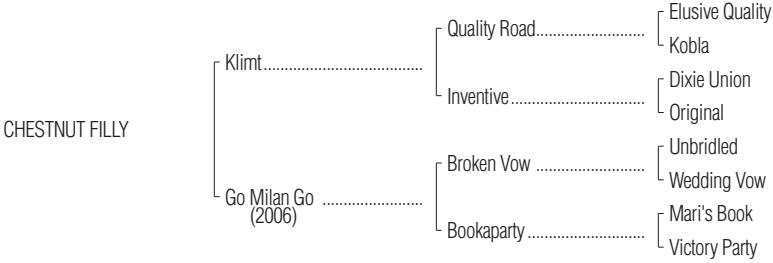 Elusive Quality
Quality Road
Kobla
Klimt
Dixie Union
Inventive
Original
CHESTNUT FILLY
Unbridled
Broken Vow
Wedding Vow
Go Milan Go
(2006)
Mari's Book
Bookaparty
Victory Party